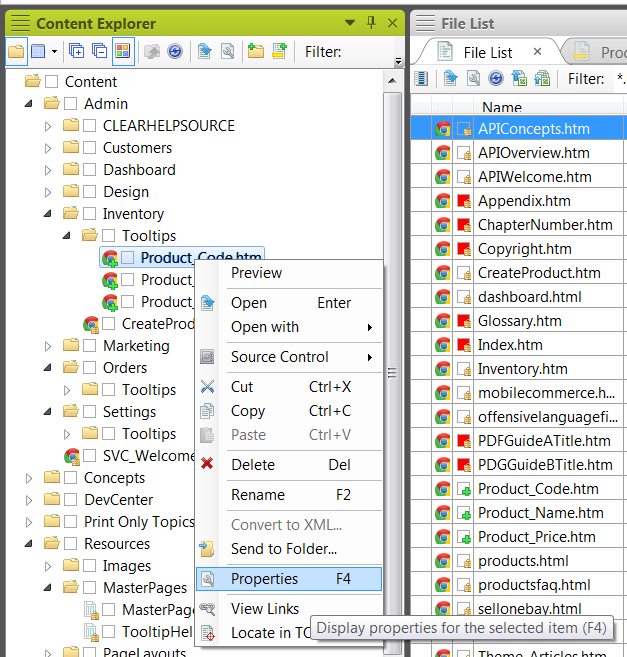 Content Explorer
Filter:
Content
Admin
CLEARHELPSOURCE
Customers
Dashboard
Design
Inventory
Tooltips
Product_Code.htm
Product_
Product_
CreateProd
Marketing
Orders
Tooltips
Settings
Tooltips
SVC_Welcome
Concepts
DevCenter
Print Only Topics
Resources
Images
MasterPages
MasterPag
TooltipHel
PageLayouts
Preview
Open Enter
Open with
Source Control
Cut Ctrl+X
Copy Ctrl+C
Paste Ctrl+V
Delete Del
Rename F2
Convert to XML...
Send to Folder...
Properties F4
View Links
Locate in TO
Display properties for the selected item (F4)
File List
File List
Proc
Filter: *.
Name
APIConcepts.htm
APIOverview.htm
APIWelcome.htm
Appendix.htm
ChapterNumber.htm
Copyright.htm
CreateProduct.htm
dashboard.html
Glossary.htm
Index.htm
Inventory.htm
mobilecommerce.h...
offensivelanguagefi...
PDFGuideATitle.htm
PDGGuideBTitle.htm
Product_Code.htm
Product_Name.htm
Product_Price.htm
products.html
productsfaq.html
sellonebay.html
Theme_Articles.htm